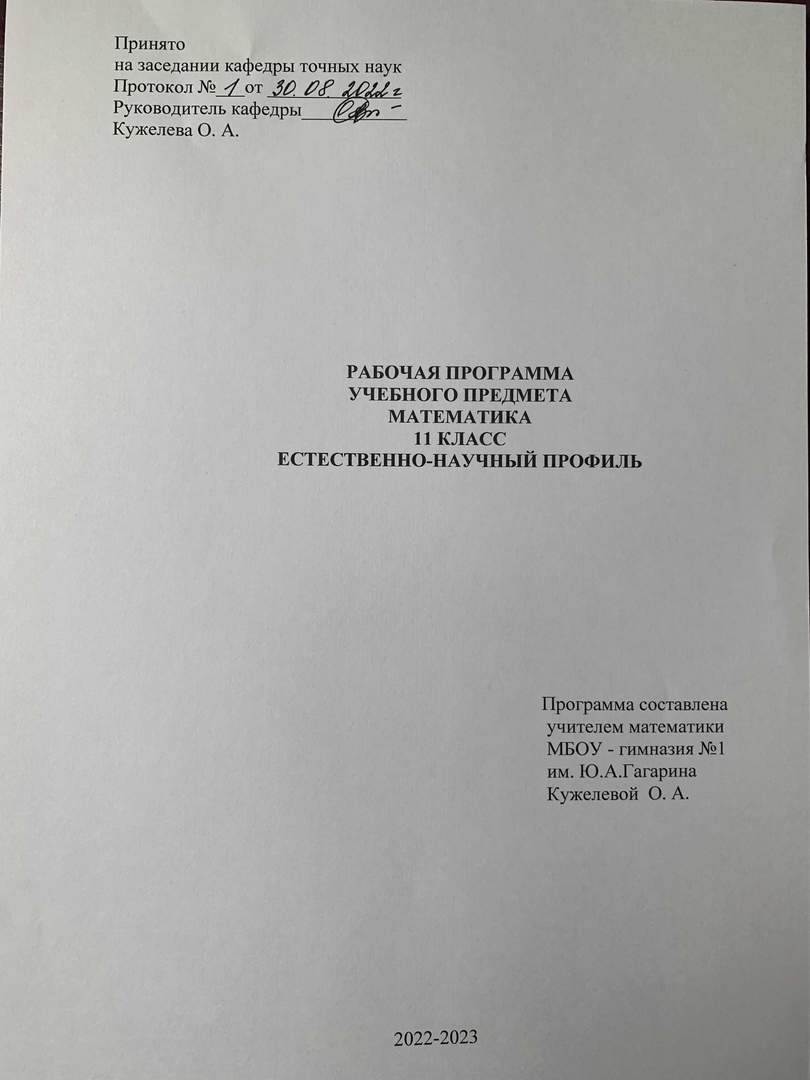 Принято
на заседании кафедры точных наук
Протокол № 1 от 30.08.2022г
Руководитель кафедры
Кужелева О. А.
РАБОЧАЯ ПРОГРАММА
УЧЕБНОГО ПРЕДМЕТА
МАТЕМАТИКА
11 КЛАСС
ЕСТЕСТВЕННО-НАУЧНЫЙ ПРОФИЛЬ
Программа составлена
учителем математики
МБОУ - гимназия №1
им. Ю.А.Гагарина
Кужелевой О. А.
2022-2023